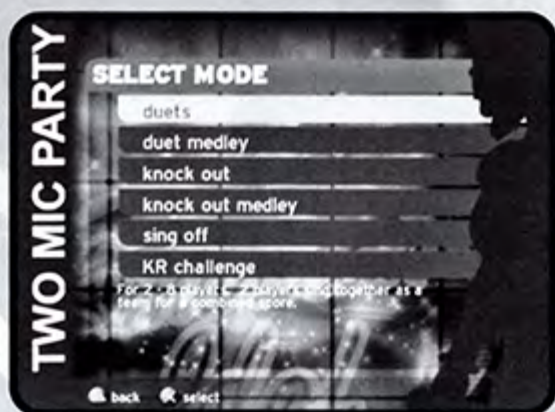 TWO MIC PARTY
SELECT MODE
duets
duet medley
knock out
knock out medley
sing off
KR challenge
For 2 - 8 players. 2 players sing together as a
team for a combined score.
back select